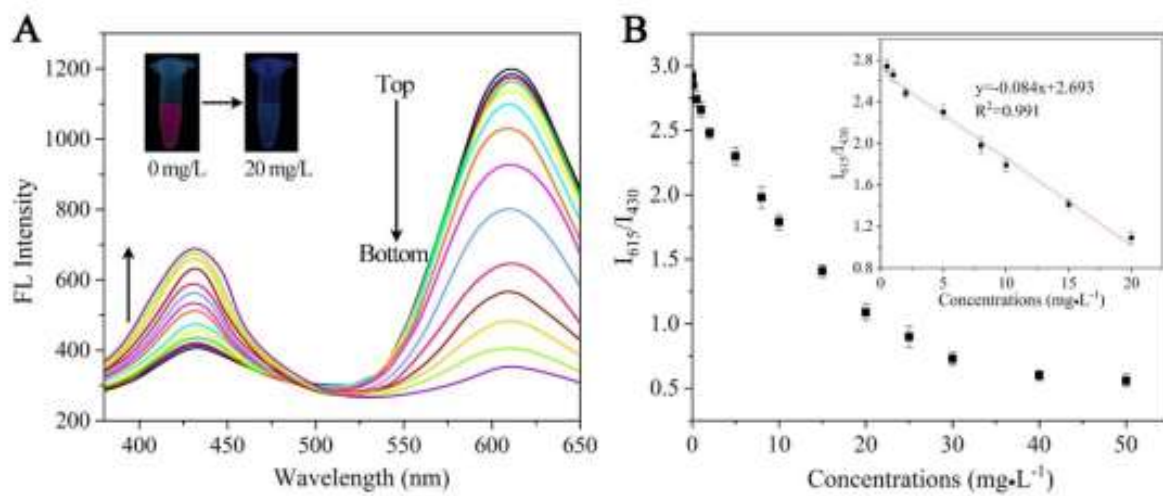 A
1200
1000
800
600
400
200
FL Intensity
400
450
500
550
600
650
Wavelength (nm)
0 mg/L
20 mg/L
Top
Bottom
B
3.0
2.5
2.0
1.5
1.0
0.5
I615/I430
0
10
20
30
40
50
Concentrations (mg•L-1)
2.8
2.4
2.0
1.6
1.2
0.8
I615/I430
y=-0.084x+2.693
R2=0.991
0
5
10
15
20
Concentrations (mg•L-1)